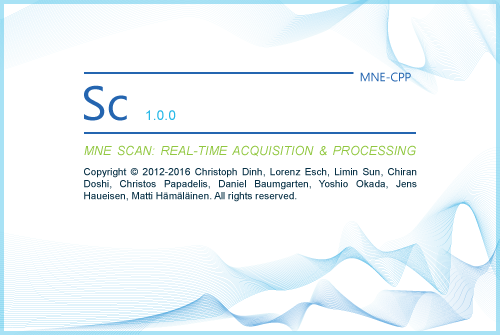 MNE-CPP
Sc 1.0.0
MNE SCAN: REAL-TIME ACQUISITION & PROCESSING
Copyright © 2012-2016 Christoph Dinh, Lorenz Esch, Limin Sun, Chiran
Doshi, Christos Papadelis, Daniel Baumgarten, Yoshio Okada, Jens
Haueisen, Matti Hämäläinen. All rights reserved.